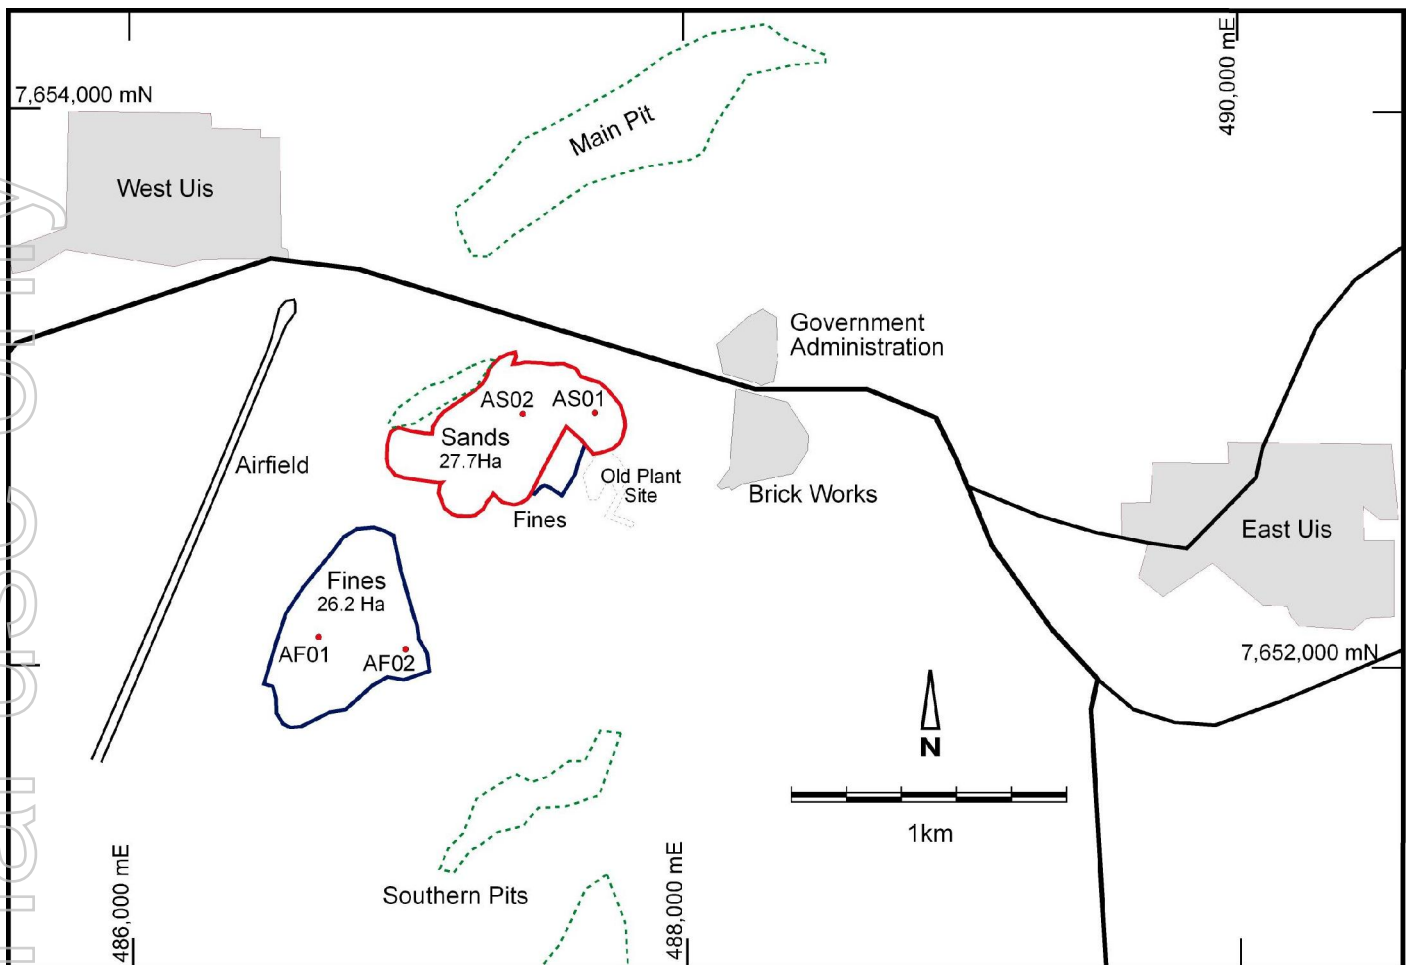 490,000 mE
7,654,000 mN
Main Pit
West Uis
Government
Administration
AS02
AS01
Sands
27.7Ha
Airfield
Old Plant
Site
Brick Works
Fines
East Uis
Fines
26.2 Ha
AF01
AF02
7,652,000 mN
N
1km
486,000 mE
488,000 mE
Southern Pits